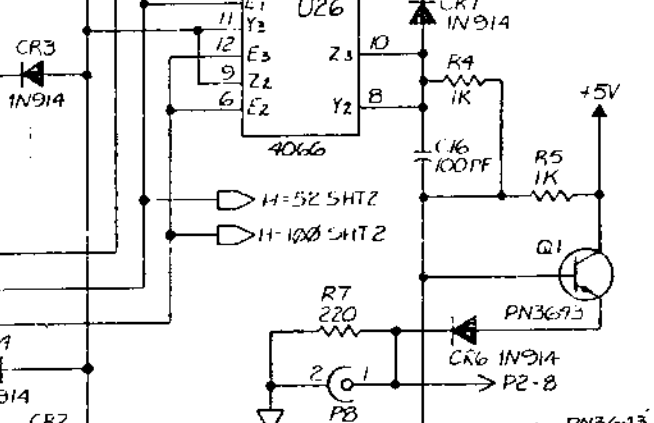 U26
CR7
1N914
11 Y3
10
12 E3
Z3
CR3
R4
9 Z2
1K
+5V
1N914
6 E2
Y2 8
4066
C16
100PF
R5
1K
H=52 SHT2
H=100 SHT2
Q1
R7
220
PN3693
CR6 1N914
2
1
P2-8
P8
914
CR2